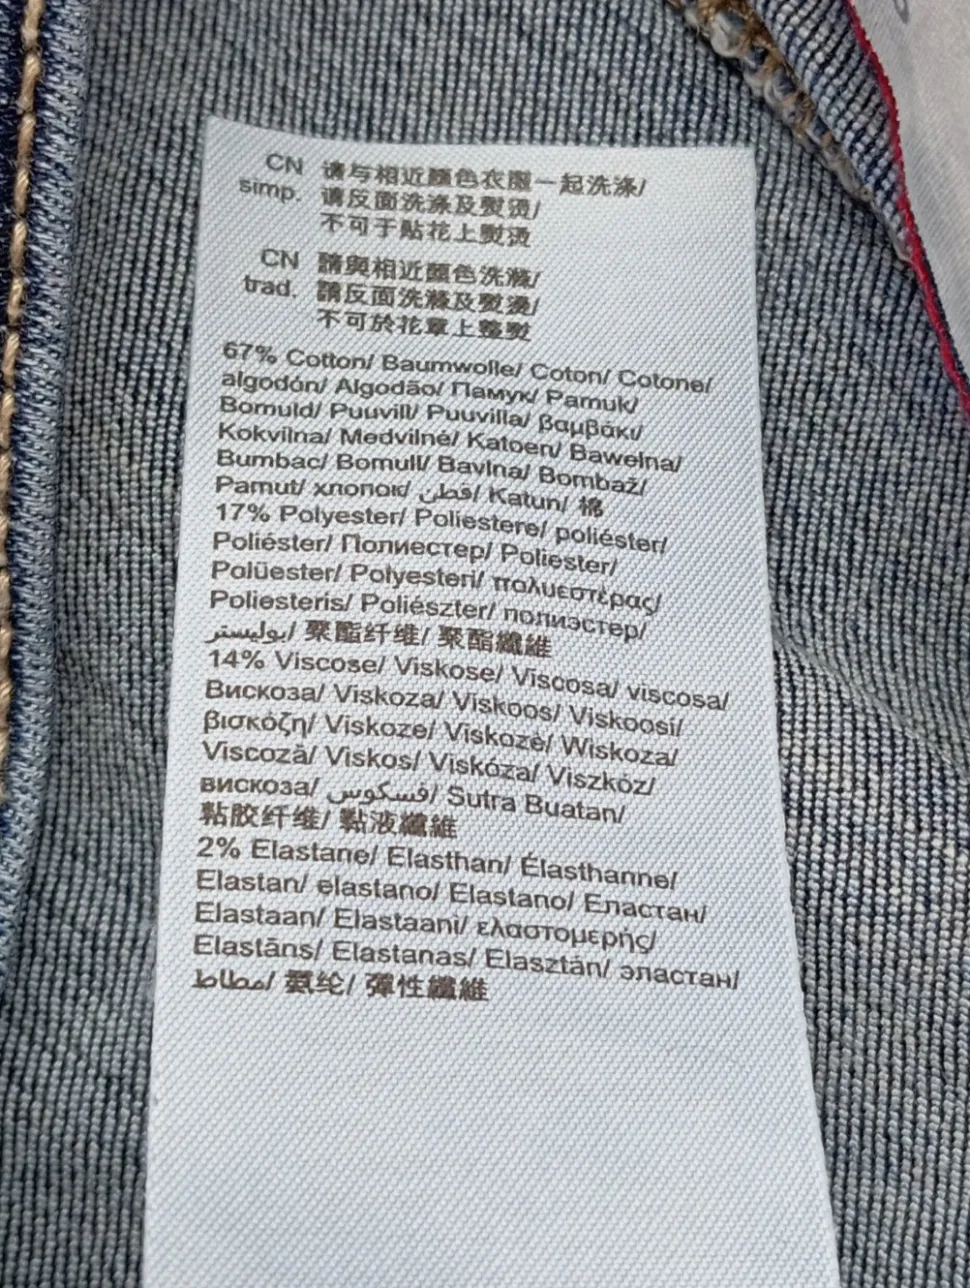 CN simp. 请与相近颜色衣服一起洗涤/
请反面洗涤及熨烫/
不可于貼花上熨烫
CN trad. 請與相近顏色洗滌/
請反面洗滌及熨燙/
不可於花章上整熨
67% Cotton/ Baumwolle/ Coton/ Cotone/
algodón/ Algodão/ Памук/ Pamuk/
Bomuld/ Puuvill/ Puuvilla/ βαμβάκι/
Kokvilna/ Medvilnė/ Katoen/ Bawełna/
Bumbac/ Bomull/ Bavlna/ Bombaž/
Pamut/ хлопок/ قطن/ Katun/ 棉
17% Polyester/ Poliestere/ poliéster/
Poliéster/ Полиестер/ Poliester/
Polüester/ Polyesteri/ πολυεστέρας/
Poliesteris/ Poliészter/ полиэстер/
بوليستر/ 聚酯纤维/ 聚酯纖維
14% Viscose/ Viskose/ Viscosa/ viscosa/
Вискоза/ Viskoza/ Viskoos/ Viskoosi/
βισκόζη/ Viskoze/ Viskozė/ Wiskoza/
Viscoză/ Viskos/ Viskóza/ Viszkóz/
вискоза/ فسكوس/ Sutra Buatan/
粘胶纤维/ 黏液纖維
2% Elastane/ Elasthan/ Élasthanne/
Elastan/ elastano/ Elastano/ Еластан/
Elastaan/ Elastaani/ ελαστομερής/
Elastāns/ Elastanas/ Elasztán/ эластан/
مطاط/ 氨纶/ 彈性纖維